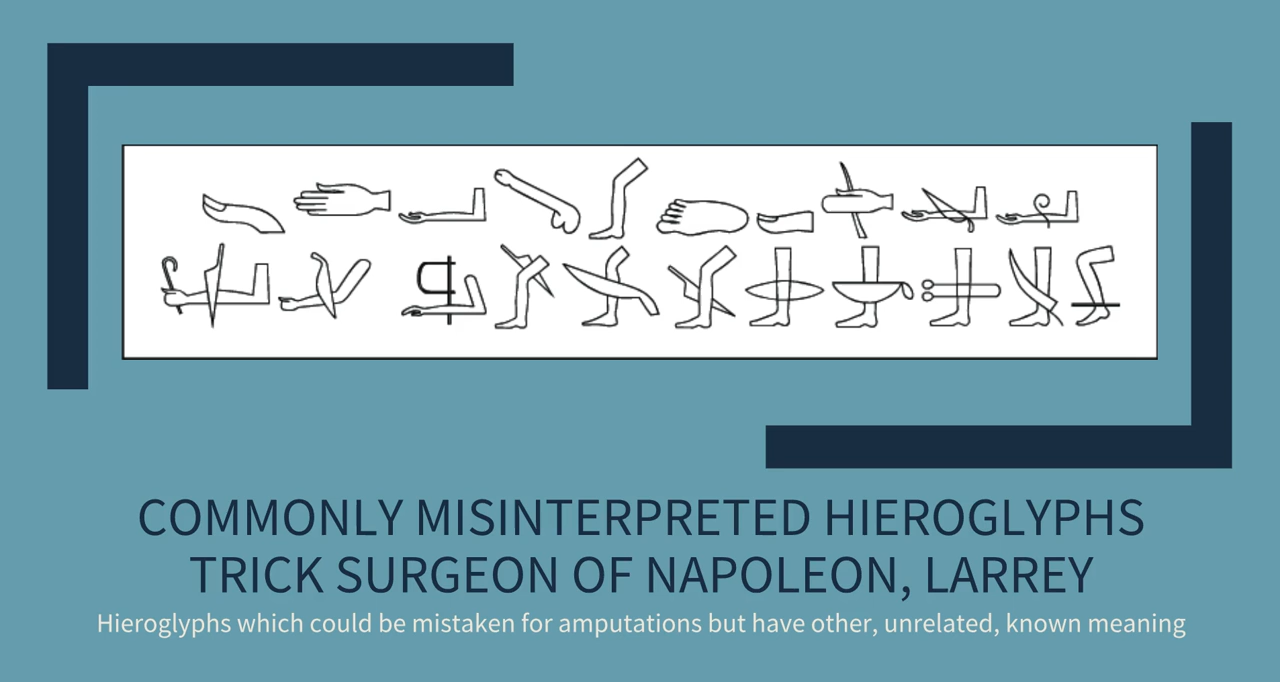 COMMONLY MISINTERPRETED HIEROGLYPHS
TRICK SURGEON OF NAPOLEON, LARREY
Hieroglyphs which could be mistaken for amputations but have other, unrelated, known meaning